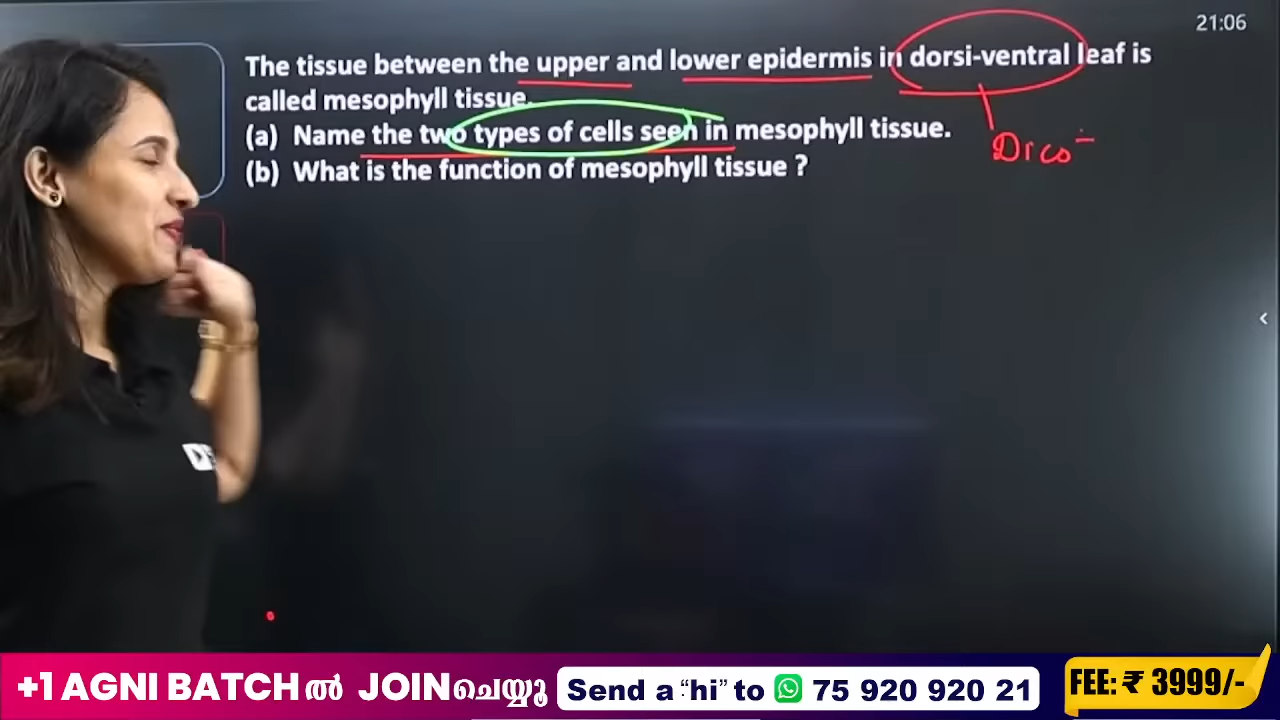 21:06
The tissue between the upper and lower epidermis in dorsi-ventral leaf is
called mesophyll tissue.
(a) Name the two types of cells seen in mesophyll tissue.
Dico
(b) What is the function of mesophyll tissue ?
+1 AGNI BATCH ൽ JOIN ചെയ്യൂ Send a "hi" to 75 920 920 21 FEE: ₹ 3999/-